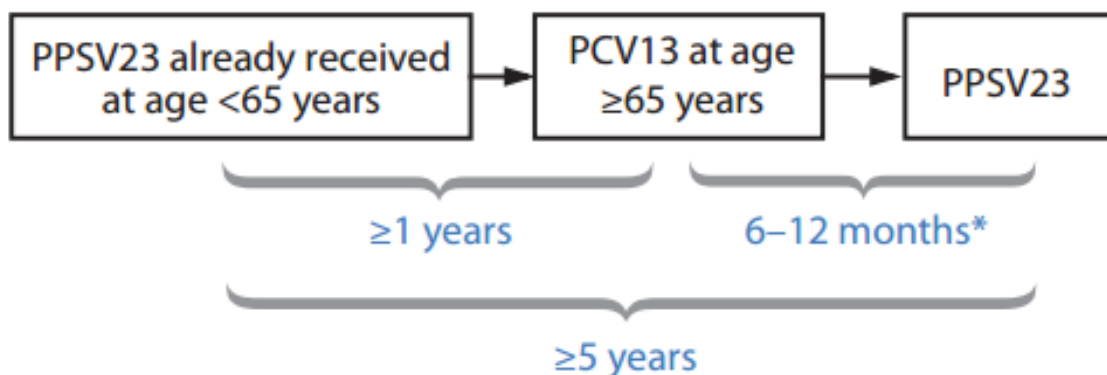 PPSV23 already received
at age <65 years
PCV13 at age
≥65 years
PPSV23
≥1 years
6–12 months*
≥5 years